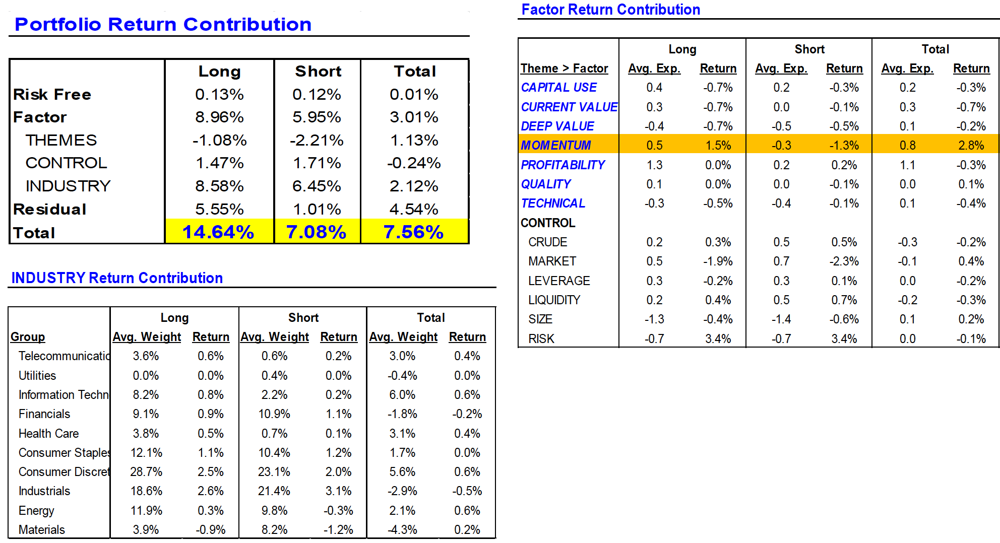 Portfolio Return Contribution
Long Short Total
Risk Free 0.13% 0.12% 0.01%
Factor 8.96% 5.95% 3.01%
THEMES -1.08% -2.21% 1.13%
CONTROL 1.47% 1.71% -0.24%
INDUSTRY 8.58% 6.45% 2.12%
Residual 5.55% 1.01% 4.54%
Total 14.64% 7.08% 7.56%
INDUSTRY Return Contribution
Long Short Total
Group Avg. Weight Return Avg. Weight Return Avg. Weight Return
Telecommunicatio 3.6% 0.6% 0.6% 0.2% 3.0% 0.4%
Utilities 0.0% 0.0% 0.4% 0.0% -0.4% 0.0%
Information Techn 8.2% 0.8% 2.2% 0.2% 6.0% 0.6%
Financials 9.1% 0.9% 10.9% 1.1% -1.8% -0.2%
Health Care 3.8% 0.5% 0.7% 0.1% 3.1% 0.4%
Consumer Staples 12.1% 1.1% 10.4% 1.2% 1.7% 0.0%
Consumer Discret 28.7% 2.5% 23.1% 2.0% 5.6% 0.6%
Industrials 18.6% 2.6% 21.4% 3.1% -2.9% -0.5%
Energy 11.9% 0.3% 9.8% -0.3% 2.1% 0.6%
Materials 3.9% -0.9% 8.2% -1.2% -4.3% 0.2%
Factor Return Contribution
Long Short Total
Theme > Factor Avg. Exp. Return Avg. Exp. Return Avg. Exp. Return
CAPITAL USE 0.4 -0.7% 0.2 -0.3% 0.2 -0.3%
CURRENT VALUE 0.3 -0.7% 0.0 -0.1% 0.3 -0.7%
DEEP VALUE -0.4 -0.7% -0.5 -0.5% 0.1 -0.2%
MOMENTUM 0.5 1.5% -0.3 -1.3% 0.8 2.8%
PROFITABILITY 1.3 0.0% 0.2 0.2% 1.1 -0.3%
QUALITY 0.1 0.0% 0.0 -0.1% 0.0 0.1%
TECHNICAL -0.3 -0.5% -0.4 -0.1% 0.1 -0.4%
CONTROL
CRUDE 0.2 0.3% 0.5 0.5% -0.3 -0.2%
MARKET 0.5 -1.9% 0.7 -2.3% -0.1 0.4%
LEVERAGE 0.3 -0.2% 0.3 0.1% 0.0 -0.2%
LIQUIDITY 0.2 0.4% 0.5 0.7% -0.2 -0.3%
SIZE -1.3 -0.4% -1.4 -0.6% 0.1 0.2%
RISK -0.7 3.4% -0.7 3.4% 0.0 -0.1%